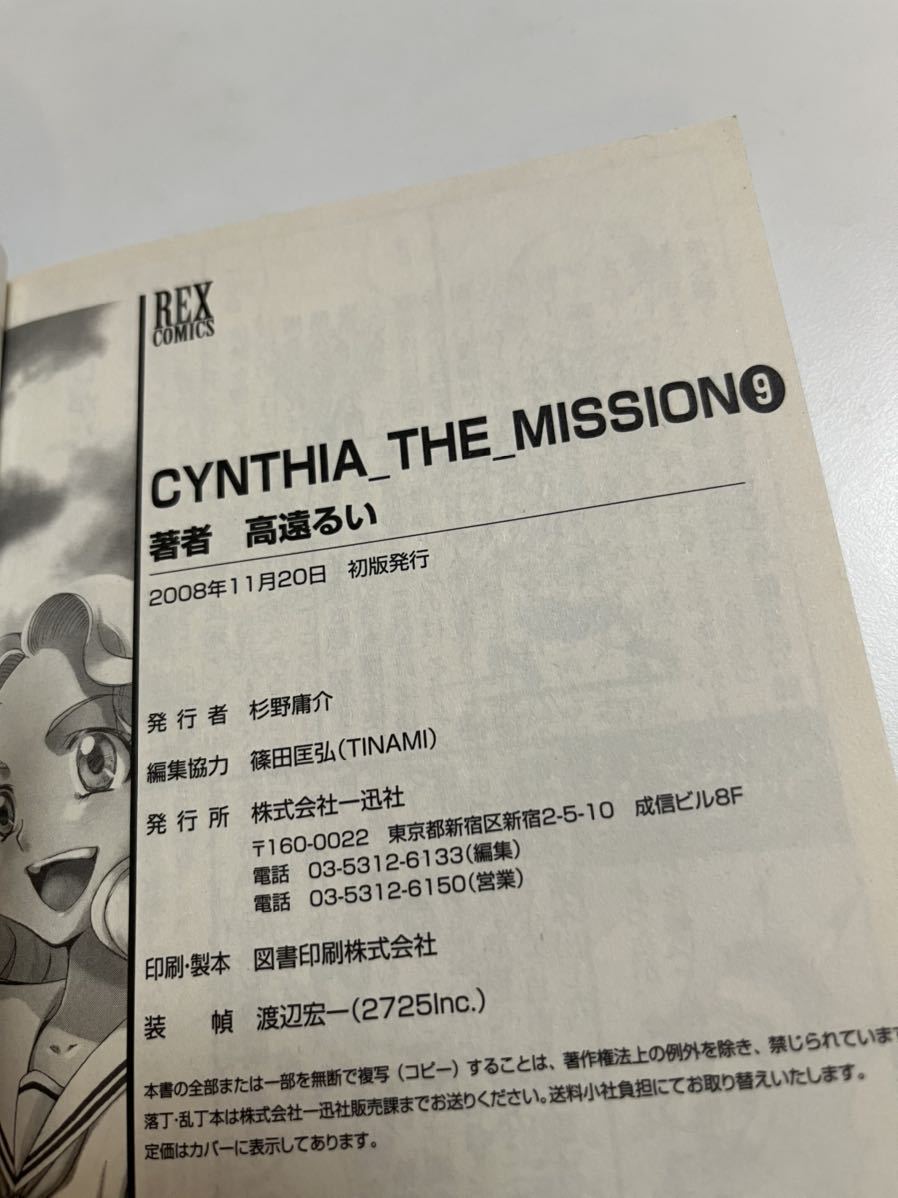 REX
COMICS
CYNTHIA_THE_MISSION❾
著者 高遠るい
2008年11月20日 初版発行
発行者 杉野庸介
編集協力 篠田匡弘(TINAMI)
発行所 株式会社一迅社
〒160-0022 東京都新宿区新宿2-5-10 成信ビル8F
電話 03-5312-6133(編集)
電話 03-5312-6150(営業)
印刷・製本 図書印刷株式会社
装幀 渡辺宏一(2725Inc.)
本書の全部または一部を無断で複写（コピー）することは、著作権法上の例外を除き、禁じられています
落丁・乱丁本は株式会社一迅社販売課までお送りください。送料小社負担にてお取り替えいたします。
定価はカバーに表示してあります。